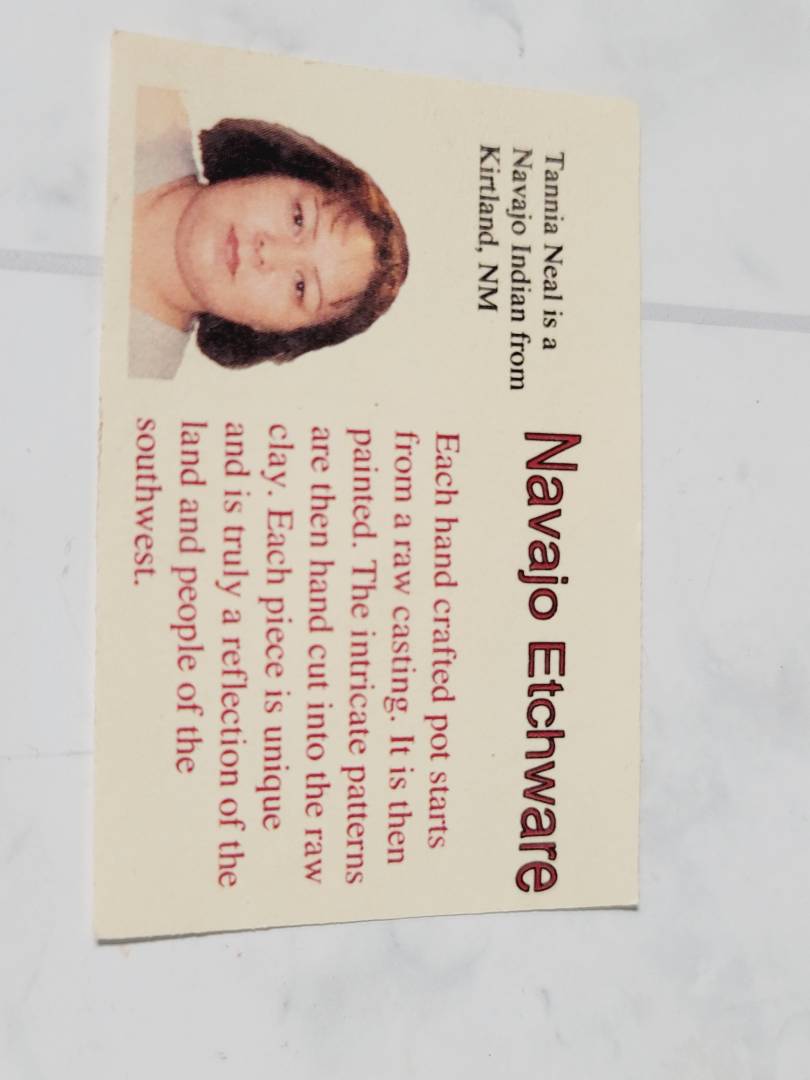 Navajo Etchware
Tannia Neal is a
Navajo Indian from
Kirtland, NM
Each hand crafted pot starts
from a raw casting. It is then
painted. The intricate patterns
are then hand cut into the raw
clay. Each piece is unique
and is truly a reflection of the
land and people of the
southwest.